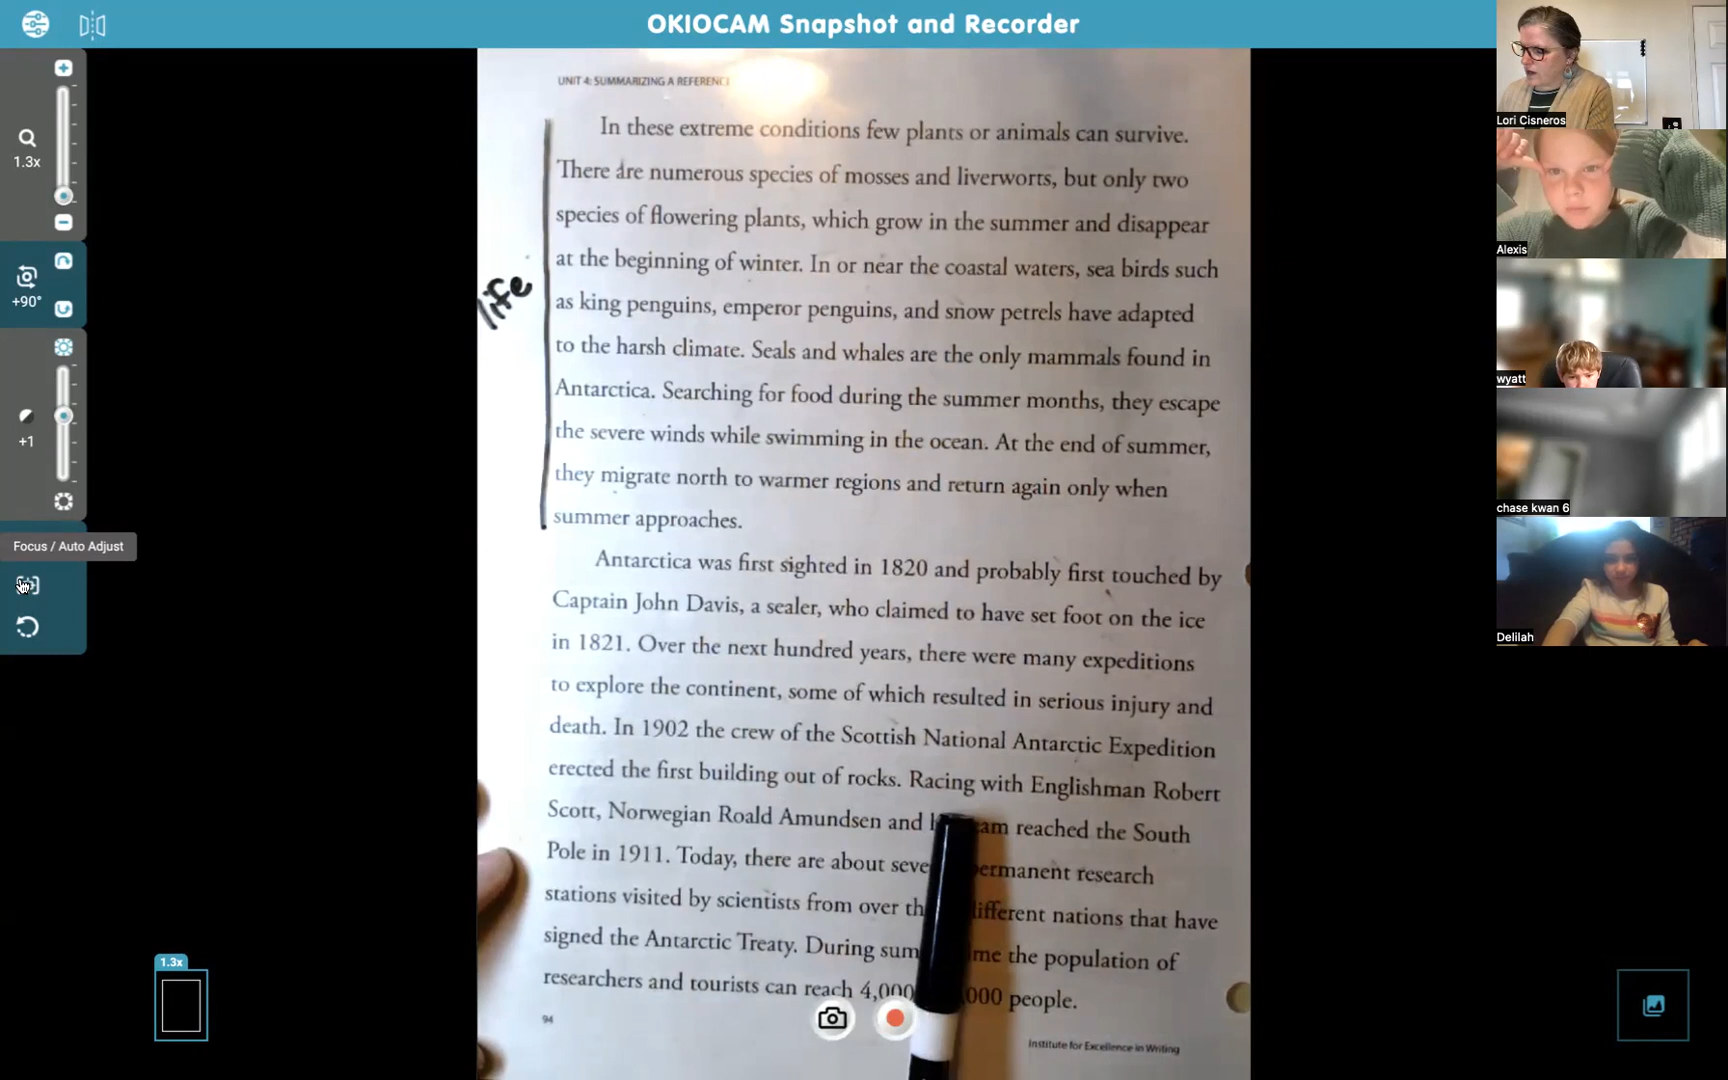 OKIOCAM Snapshot and Recorder
1.3x
+90°
+1
Focus / Auto Adjust
1.3x
UNIT 4: SUMMARIZING A REFERENCE
life
In these extreme conditions few plants or animals can survive.
There are numerous species of mosses and liverworts, but only two
species of flowering plants, which grow in the summer and disappear
at the beginning of winter. In or near the coastal waters, sea birds such
as king penguins, emperor penguins, and snow petrels have adapted
to the harsh climate. Seals and whales are the only mammals found in
Antarctica. Searching for food during the summer months, they escape
the severe winds while swimming in the ocean. At the end of summer,
they migrate north to warmer regions and return again only when
summer approaches.
Antarctica was first sighted in 1820 and probably first touched by
Captain John Davis, a sealer, who claimed to have set foot on the ice
in 1821. Over the next hundred years, there were many expeditions
to explore the continent, some of which resulted in serious injury and
death. In 1902 the crew of the Scottish National Antarctic Expedition
erected the first building out of rocks. Racing with Englishman Robert
Scott, Norwegian Roald Amundsen and reached the South
Pole in 1911. Today, there are about permanent research
stations visited by scientists from over different nations that have
signed the Antarctic Treaty. During the population of
researchers and tourists can reach 4,000 people.
94
Institute for Excellence in Writing
Lori Cisneros
Alexis
wyatt
chase kwan 6
Delilah